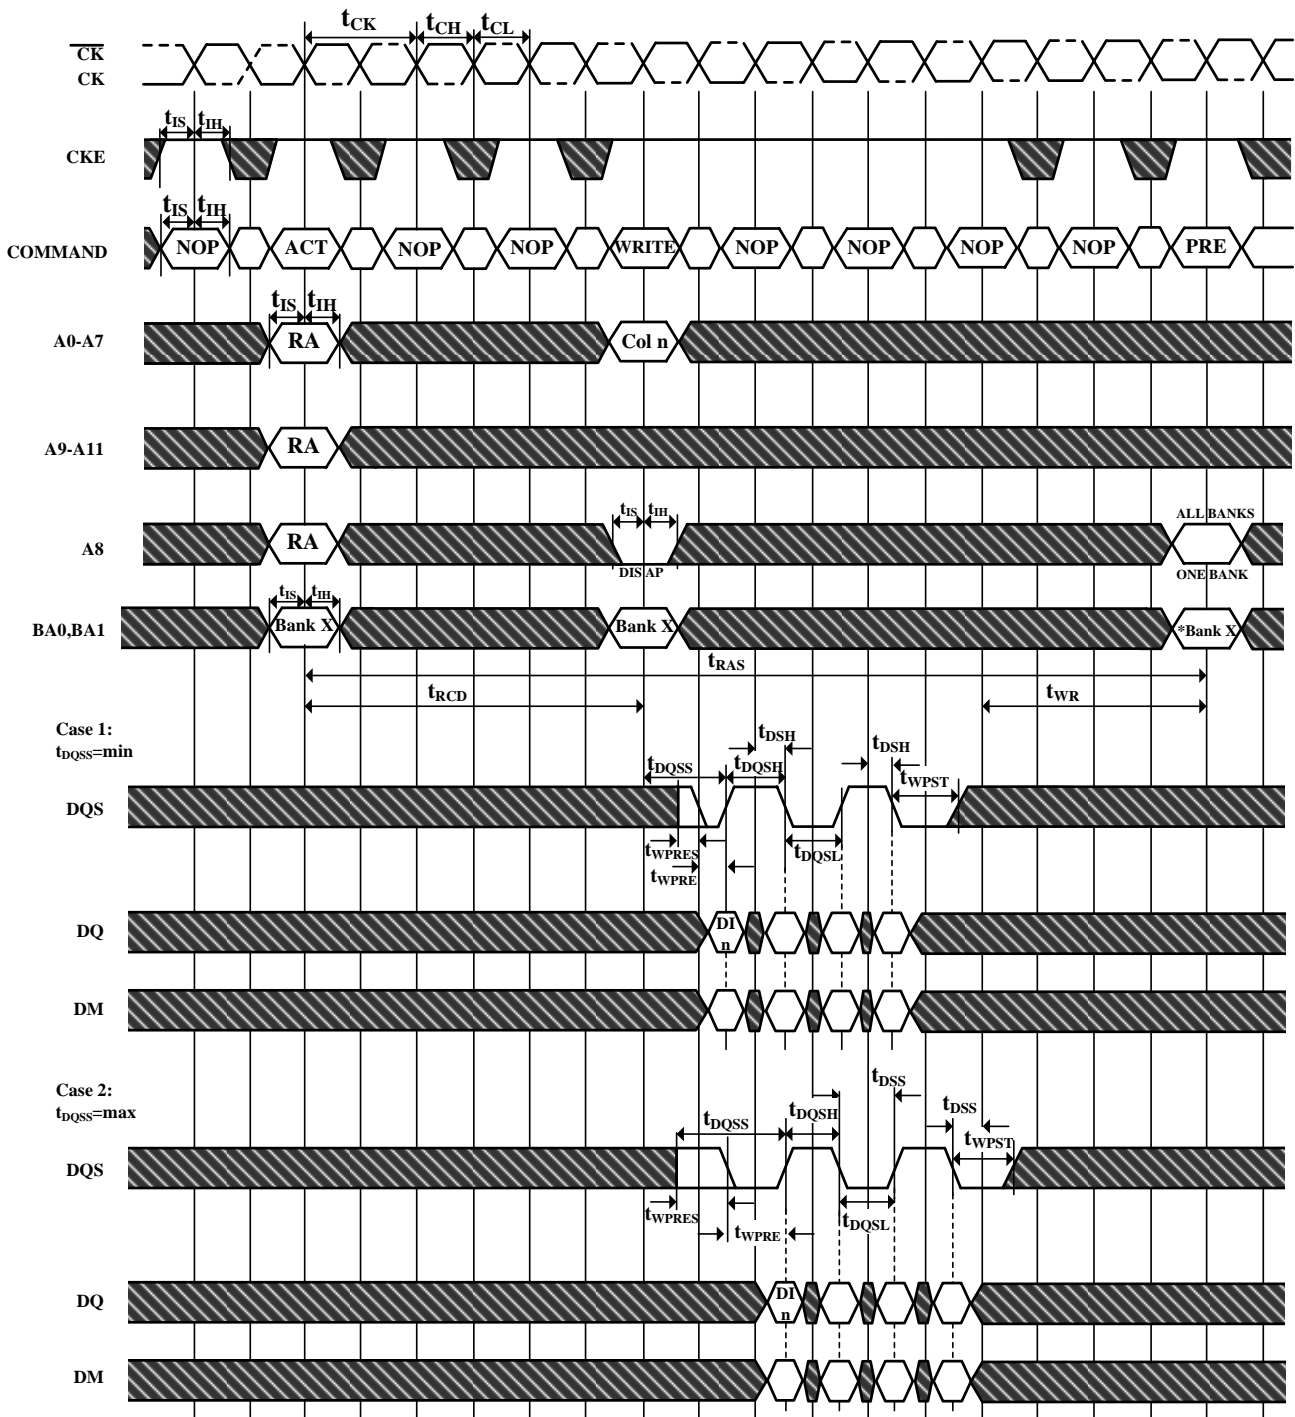 tCK tCH tCL
CK
CK
tIS tIH
CKE
tIS tIH
COMMAND NOP ACT NOP NOP WRITE NOP NOP NOP NOP PRE
tIS tIH
A0-A7 RA Col n
A9-A11 RA
tIS tIH ALL BANKS
A8 RA
DIS AP ONE BANK
tIS tIH
BA0,BA1 Bank X Bank X *Bank X
tRAS
tRCD tWR
Case 1:
tDQSS=min
tDSH tDSH
tDQSS tDQSH tWPST
DQS
tWPRES tDQSL
tWPRE
DQ DI
n
DM
Case 2:
tDQSS=max
tDSS tDSS
tDQSS tDQSH tWPST
DQS
tWPRES tDQSL
tWPRE
DQ DI
n
DM